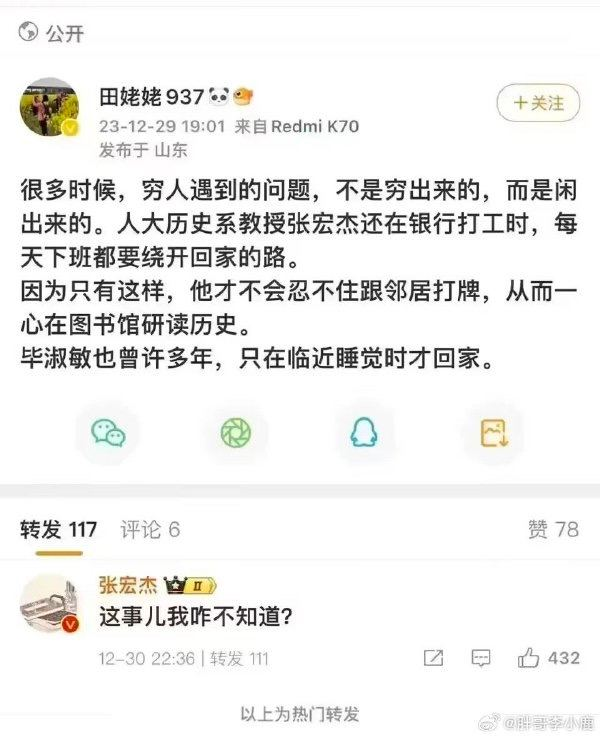 公开
田姥姥937🐼🐠
23-12-29 19:01 来自Redmi K70
发布于 山东
+关注
很多时候，穷人遇到的问题，不是穷出来的，而是闲
出来的。人大历史系教授张宏杰还在银行打工时，每
天下班都要绕开回家的路。
因为只有这样，他才不会忍不住跟邻居打牌，从而一
心在图书馆研读历史。
毕淑敏也曾许多年，只在临近睡觉时才回家。
转发 117 评论 6 赞 78
张宏杰 II
这事儿我咋不知道?
12-30 22:36 | 转发 111 432
以上为热门转发
@胖哥李小鹿